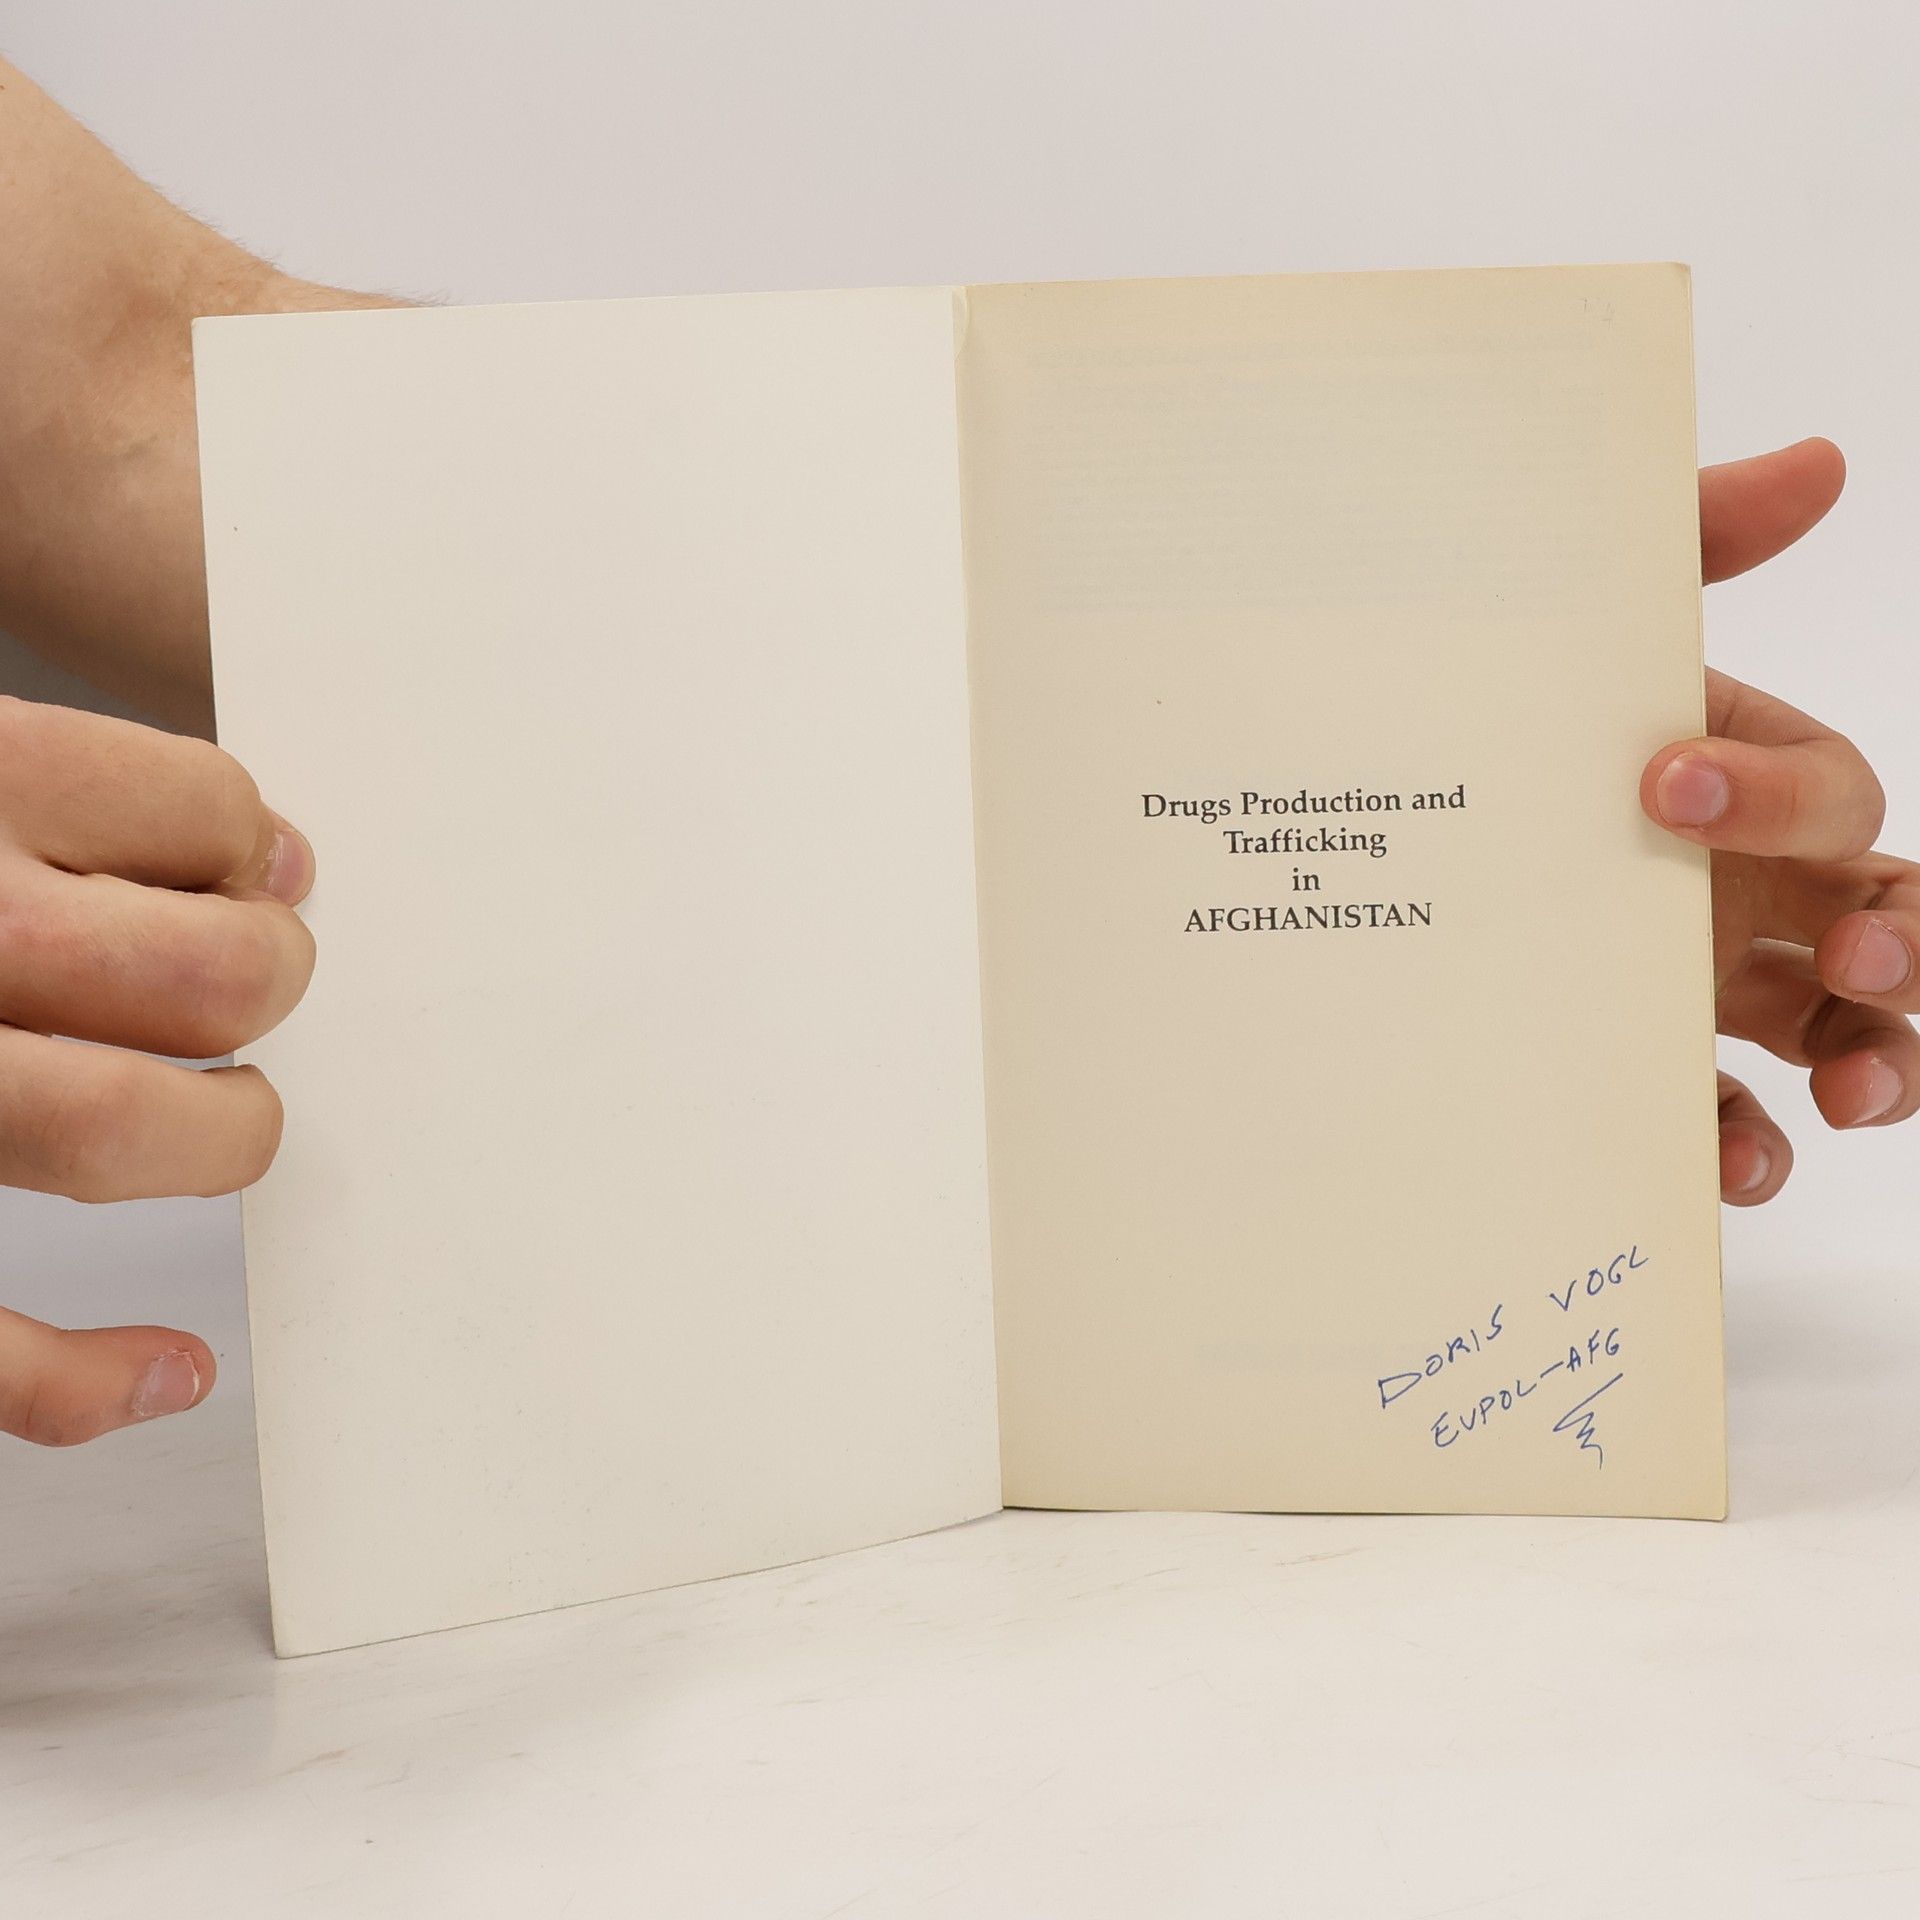 Drugs Production and
Trafficking
in
AFGHANISTAN
DORIS VOGL
EUPOL-AFG